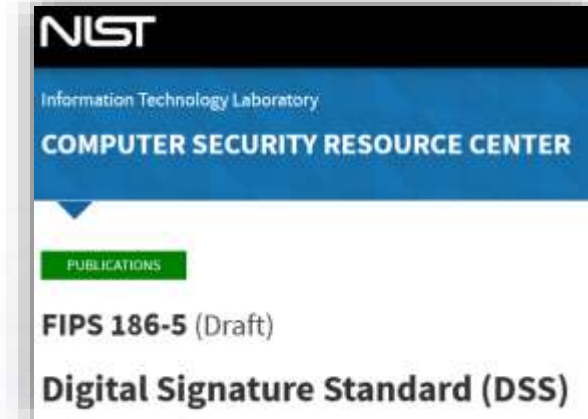 NIST
Information Technology Laboratory
COMPUTER SECURITY RESOURCE CENTER
PUBLICATIONS
FIPS 186-5 (Draft)
Digital Signature Standard (DSS)